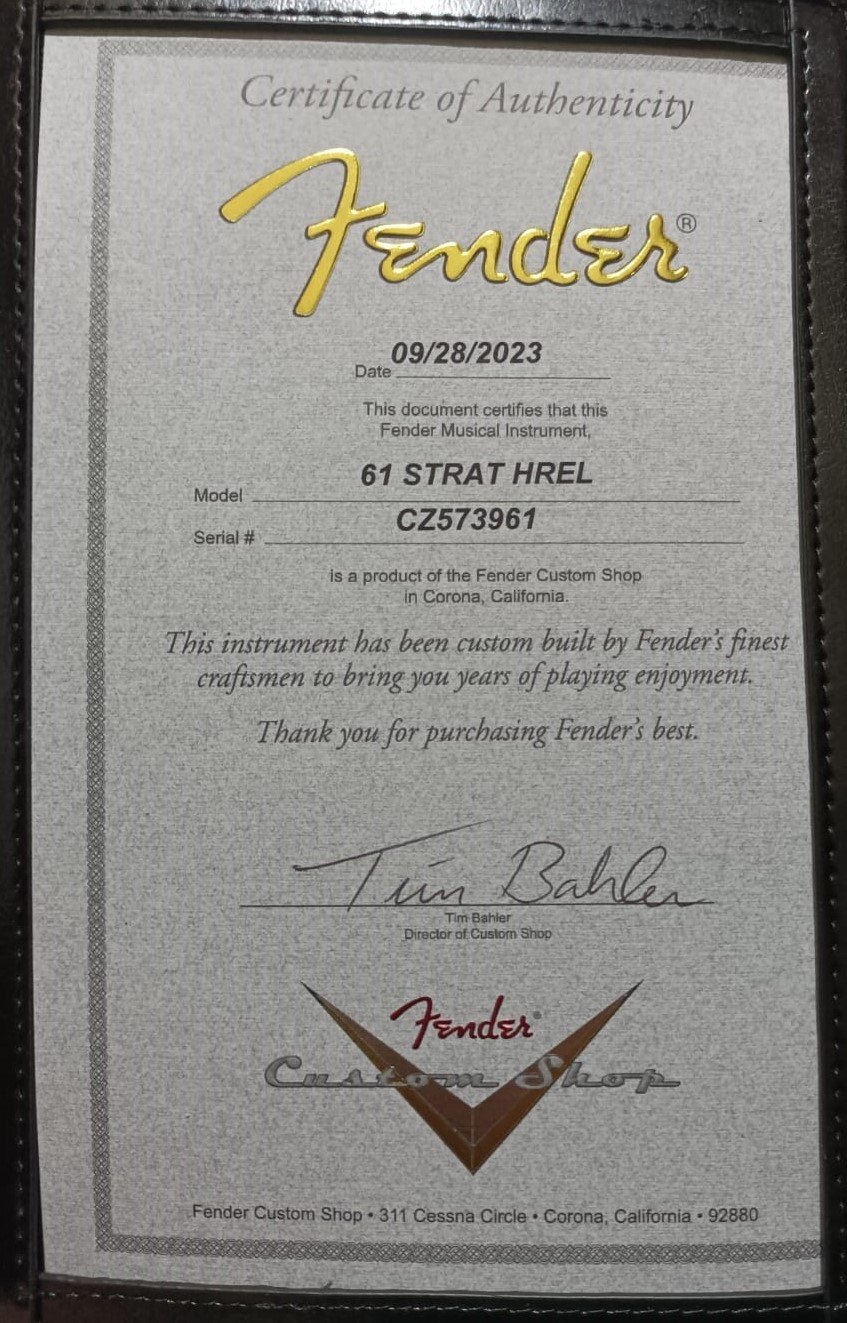 Certificate of Authenticity
Fender®
Date 09/28/2023
This document certifies that this
Fender Musical Instrument,
Model 61 STRAT HREL
Serial # CZ573961
is a product of the Fender Custom Shop
in Corona, California.
This instrument has been custom built by Fender's finest
craftsmen to bring you years of playing enjoyment.
Thank you for purchasing Fender's best.
Tim Bahler
Tim Bahler
Director of Custom Shop
Fender®
Custom Shop
Fender Custom Shop • 311 Cessna Circle • Corona, California • 92880